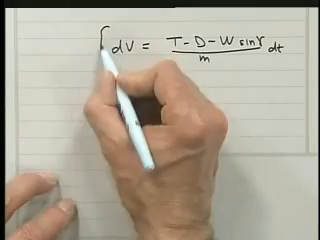 ∫ dV = (T - D - W sin γ)/m dt